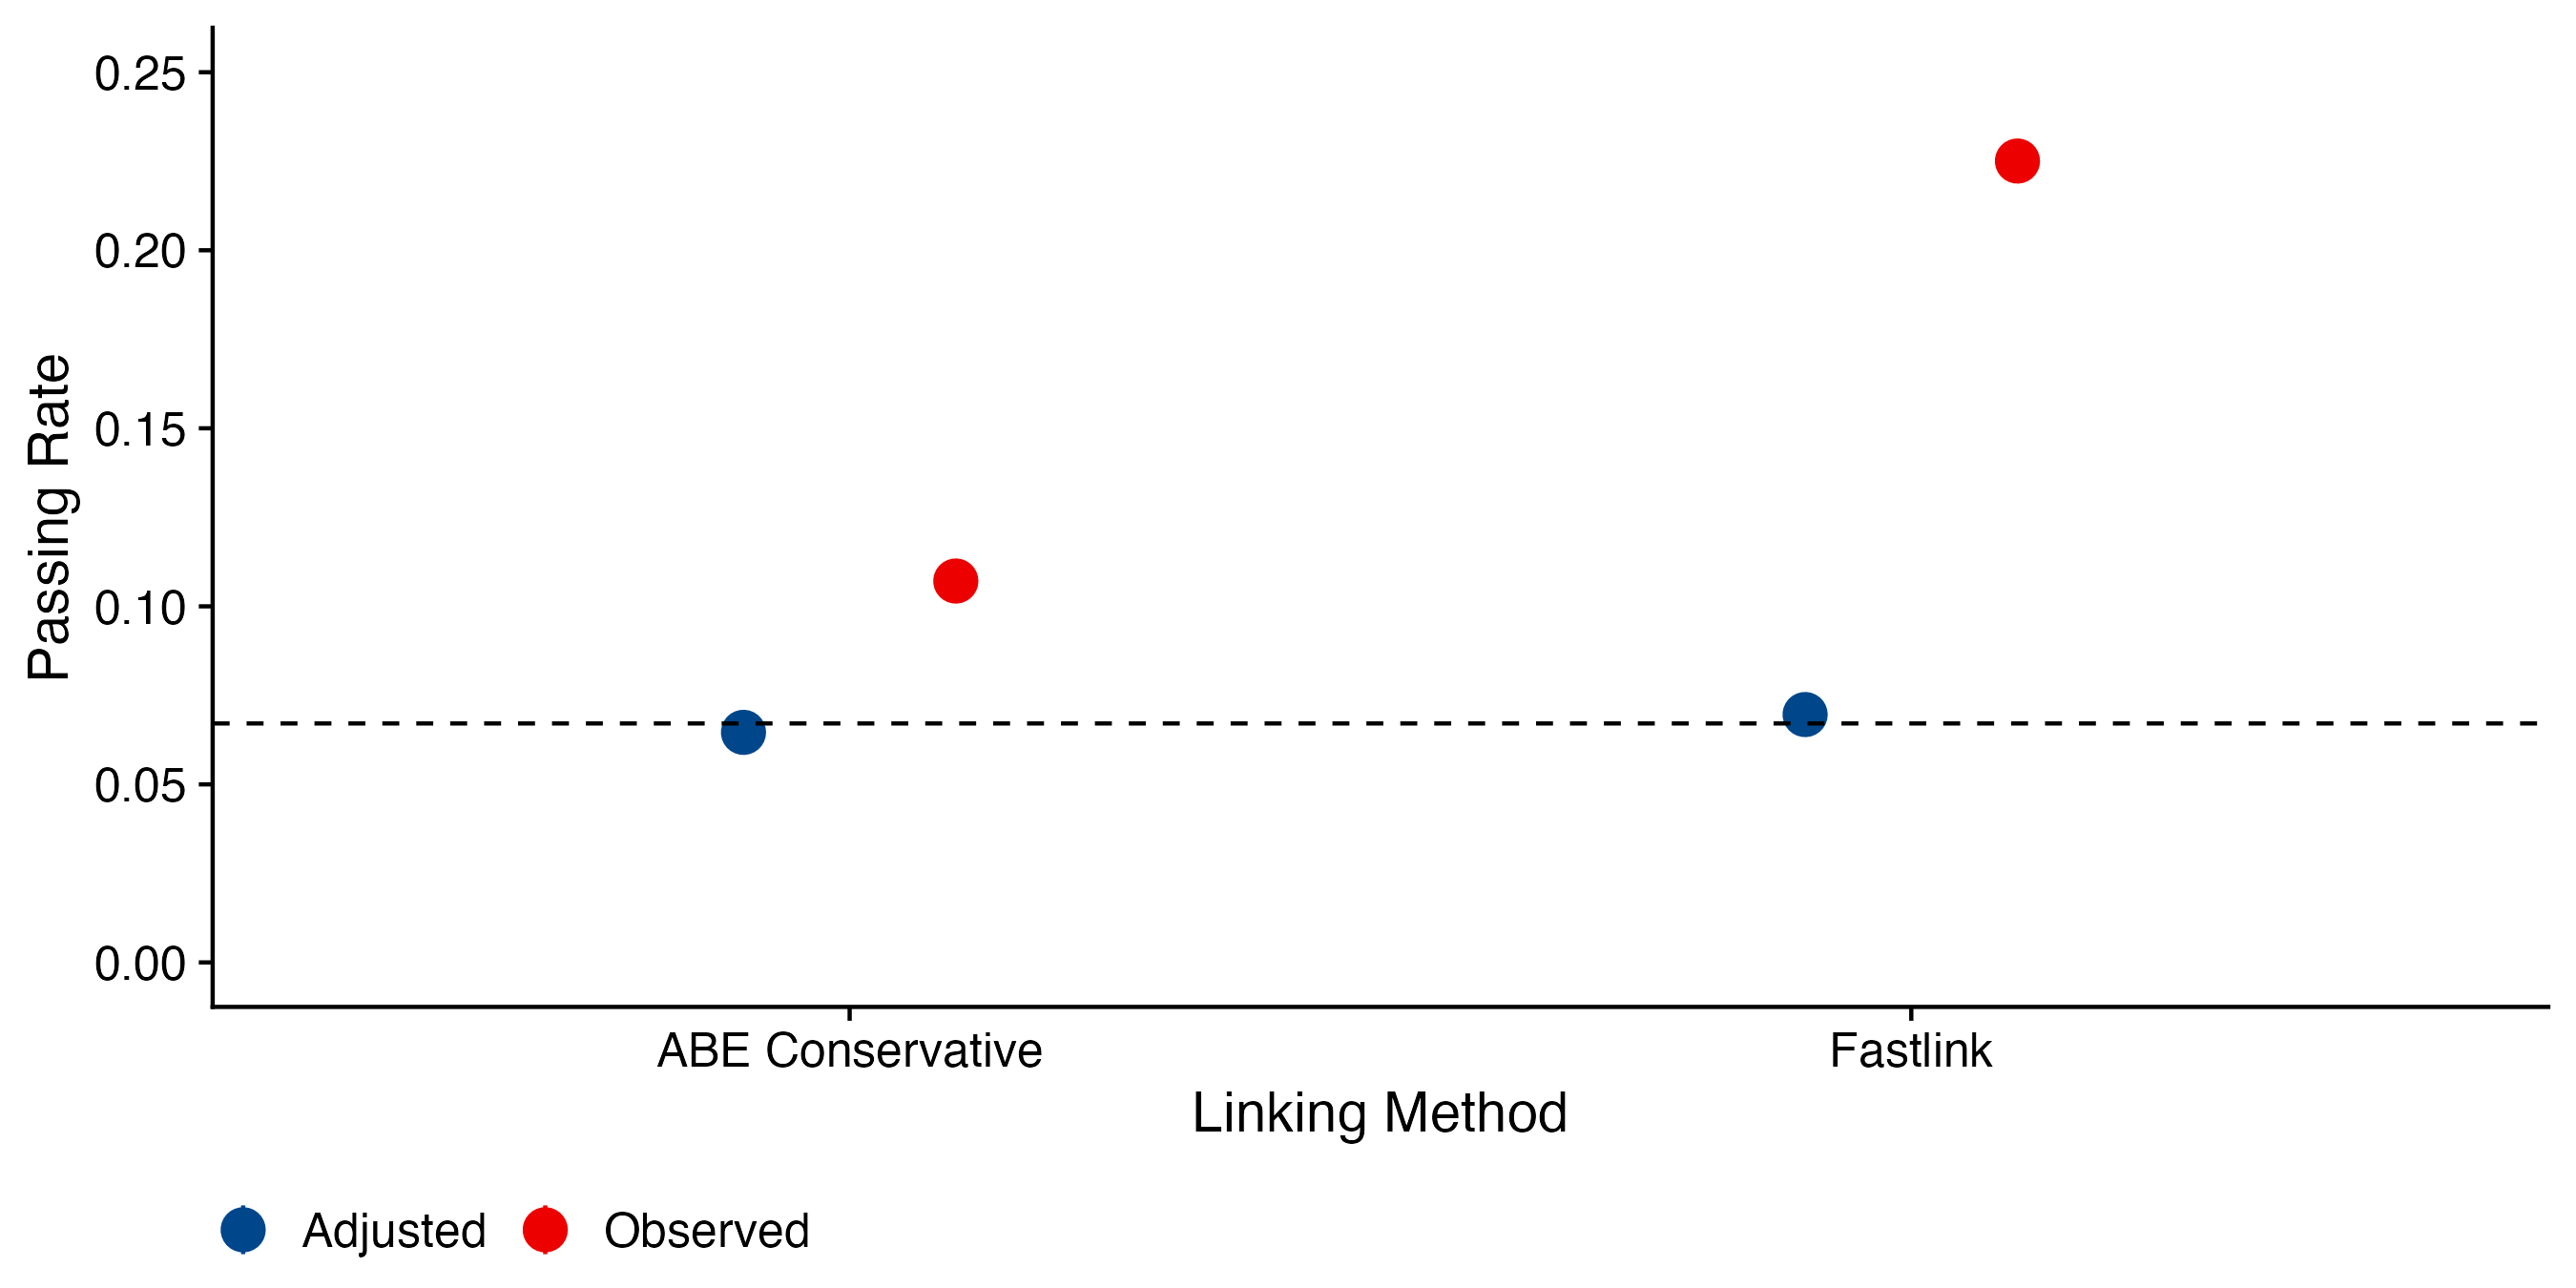 Passing Rate
0.25
0.20
0.15
0.10
0.05
0.00
ABE Conservative
Fastlink
Linking Method
Adjusted
Observed